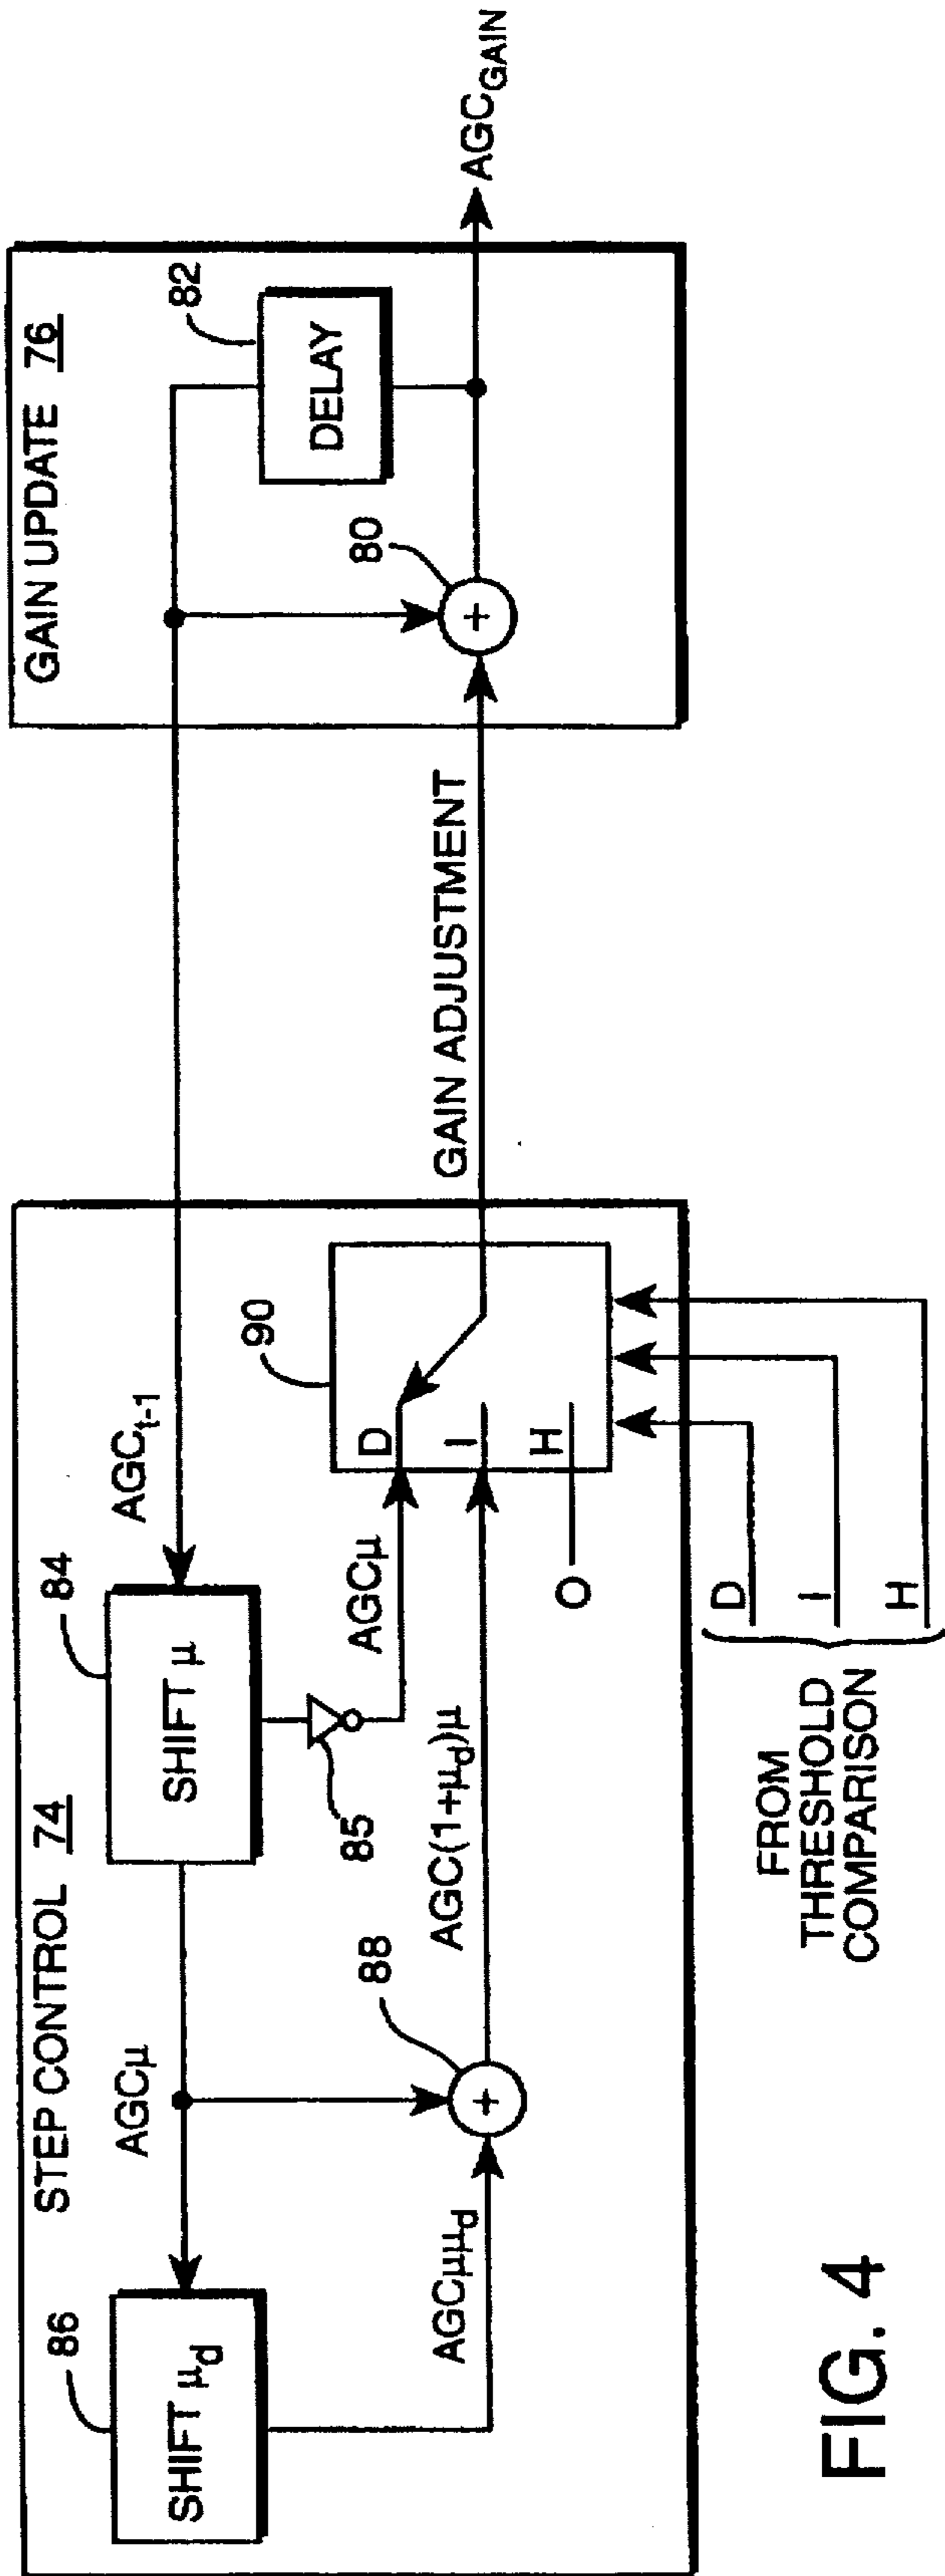 STEP CONTROL 74
GAIN UPDATE 76
86
SHIFT μd
AGCμ
84
SHIFT μ
AGCt-1
82
DELAY
85
AGCμ
90
D
I
H
O
80
+
AGCμμd
88
+
AGC(1+μd)μ
GAIN ADJUSTMENT
AGCGAIN
FROM
THRESHOLD
COMPARISON
D
I
H
FIG. 4